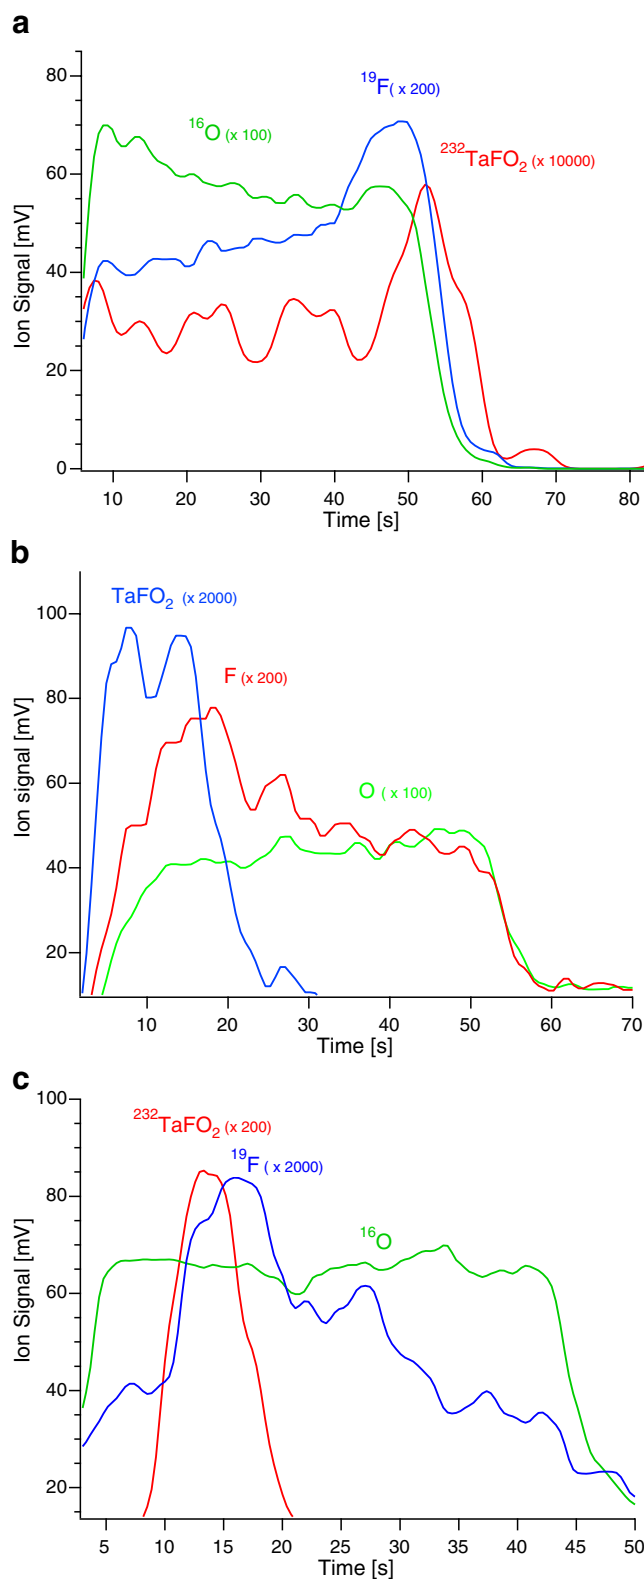 a
80
60
40
20
0
Ion Signal [mV]
¹⁹F( x 200)
¹⁶O (x 100)
²³²TaFO₂ (x 10000)
10 20 30 40 50 60 70 80
Time [s]
b
100
80
60
40
20
Ion signal [mV]
TaFO₂ (x 2000)
F (x 200)
O ( x 100)
10 20 30 40 50 60 70
Time [s]
c
100
80
60
40
20
Ion Signal [mV]
²³²TaFO₂ (x 200)
¹⁹F ( x 2000)
¹⁶O
5 10 15 20 25 30 35 40 45 50
Time [s]